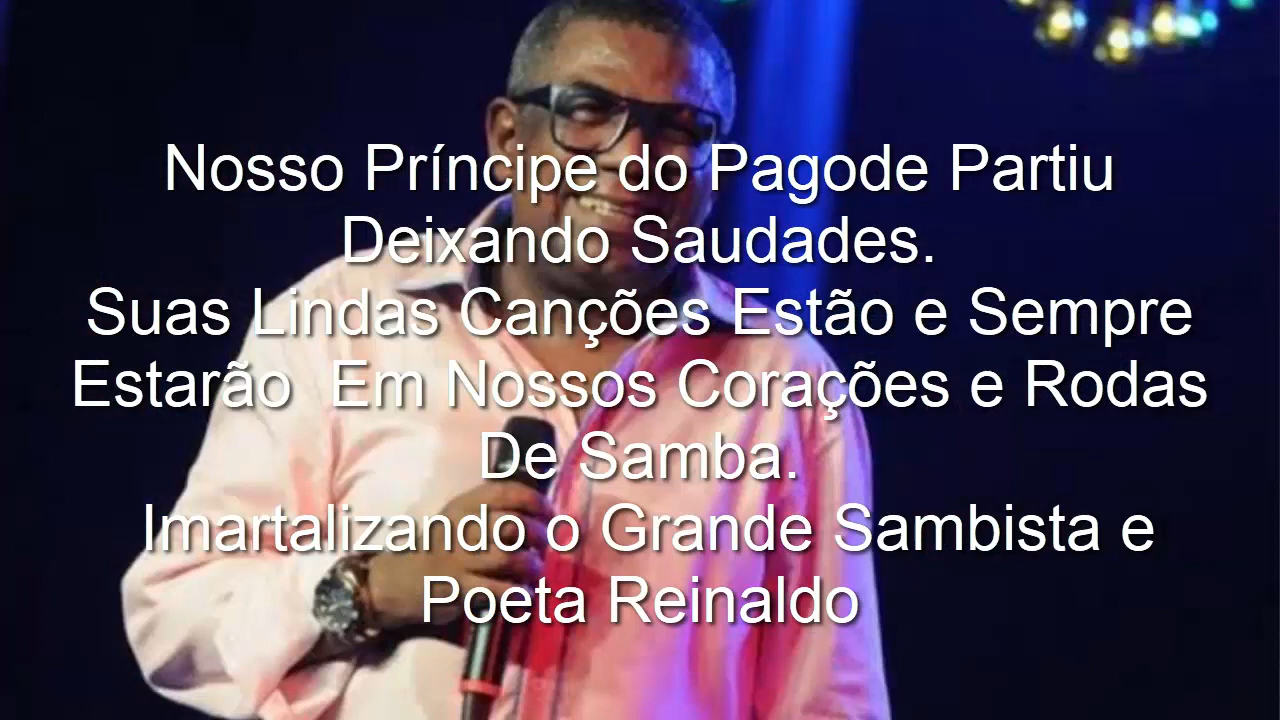 Nosso Príncipe do Pagode Partiu
Deixando Saudades.
Suas Lindas Canções Estão e Sempre
Estarão  Em Nossos Corações e Rodas
De Samba.
Imartalizando o Grande Sambista e
Poeta Reinaldo